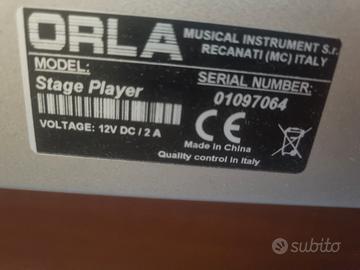 ORLA
MUSICAL INSTRUMENT S.r.
RECANATI (MC) ITALY
MODEL:
Stage Player
SERIAL NUMBER:
01097064
VOLTAGE: 12V DC / 2 A
CE
Made in China
Quality control in Italy
subito